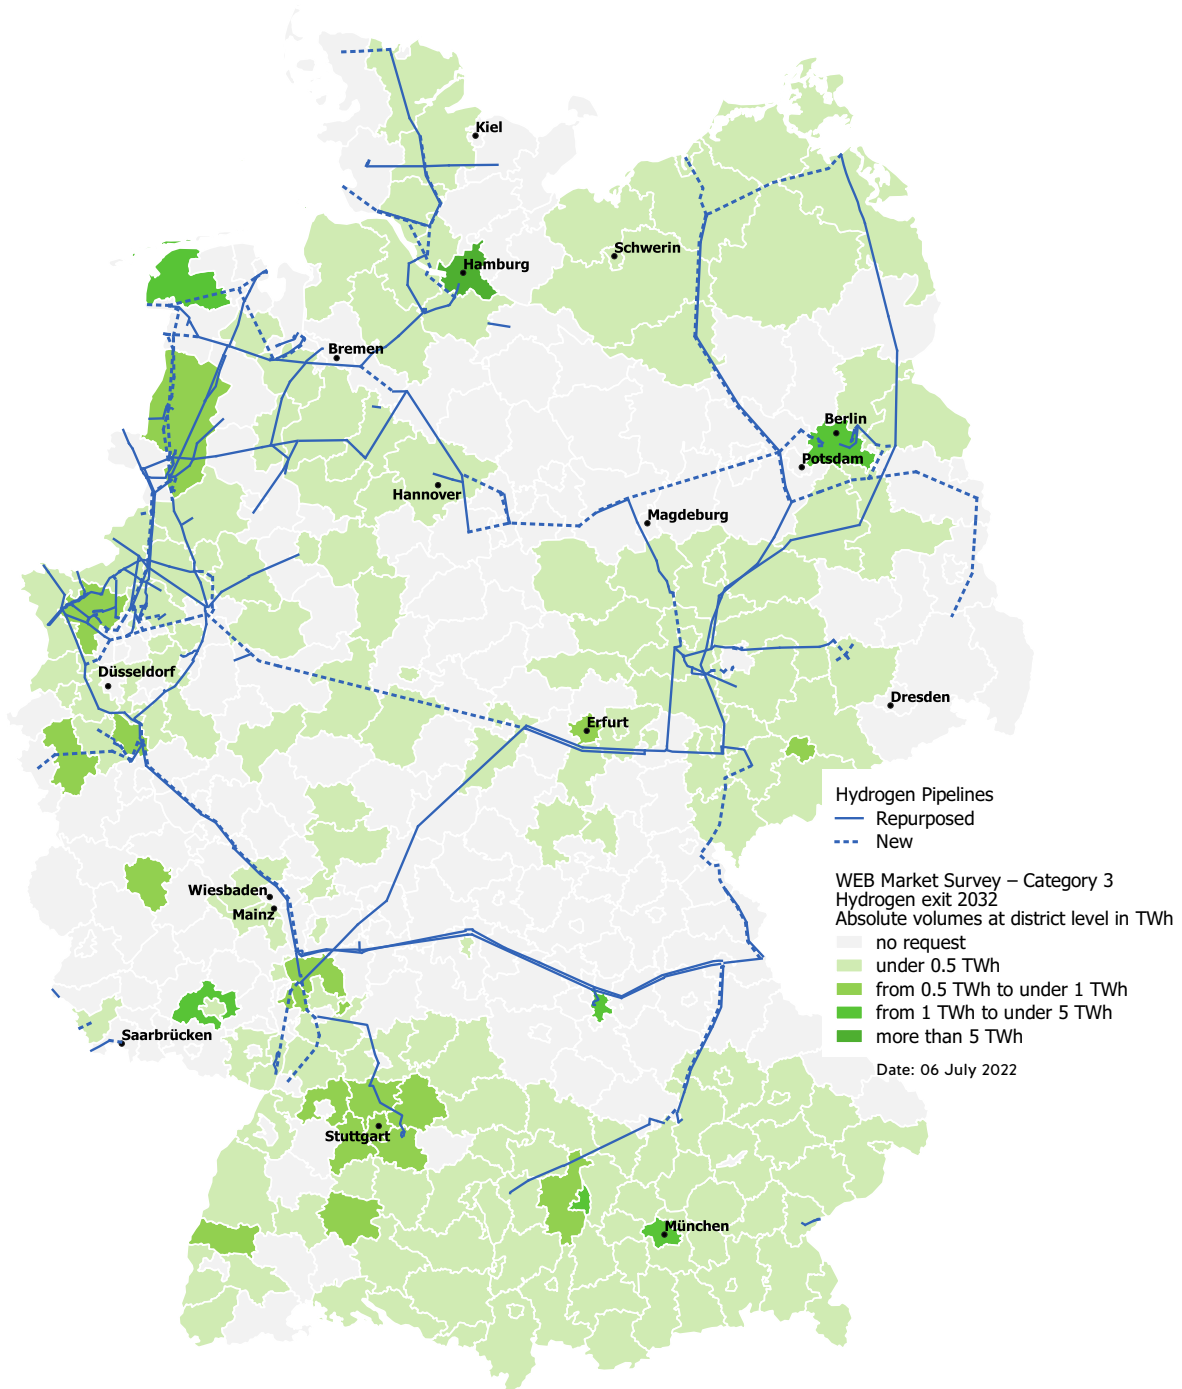 Kiel
Schwerin
Hamburg
Bremen
Berlin
Potsdam
Hannover
Magdeburg
Düsseldorf
Dresden
Erfurt
Wiesbaden
Mainz
Saarbrücken
Stuttgart
München
Hydrogen Pipelines
Repurposed
New
WEB Market Survey – Category 3
Hydrogen exit 2032
Absolute volumes at district level in TWh
no request
under 0.5 TWh
from 0.5 TWh to under 1 TWh
from 1 TWh to under 5 TWh
more than 5 TWh
Date: 06 July 2022